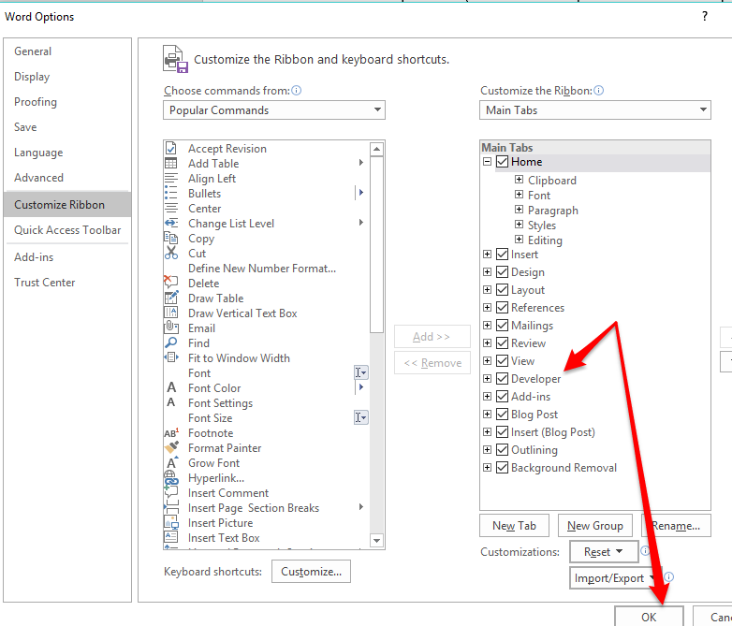 Word Options
?
General
Display
Proofing
Save
Language
Advanced
Customize Ribbon
Quick Access Toolbar
Add-ins
Trust Center
Customize the Ribbon and keyboard shortcuts.
Choose commands from:
Popular Commands
Accept Revision
Add Table
Align Left
Bullets
Center
Change List Level
Copy
Cut
Define New Number Format...
Delete
Draw Table
Draw Vertical Text Box
Email
Find
Fit to Window Width
Font
Font Color
Font Settings
Font Size
Footnote
Format Painter
Grow Font
Hyperlink...
Insert Comment
Insert Page  Section Breaks
Insert Picture
Insert Text Box
Keyboard shortcuts: Customize...
Add >>
<< Remove
Customize the Ribbon:
Main Tabs
Main Tabs
Home
Clipboard
Font
Paragraph
Styles
Editing
Insert
Design
Layout
References
Mailings
Review
View
Developer
Add-ins
Blog Post
Insert (Blog Post)
Outlining
Background Removal
New Tab New Group Rename...
Customizations: Reset
Import/Export
OK